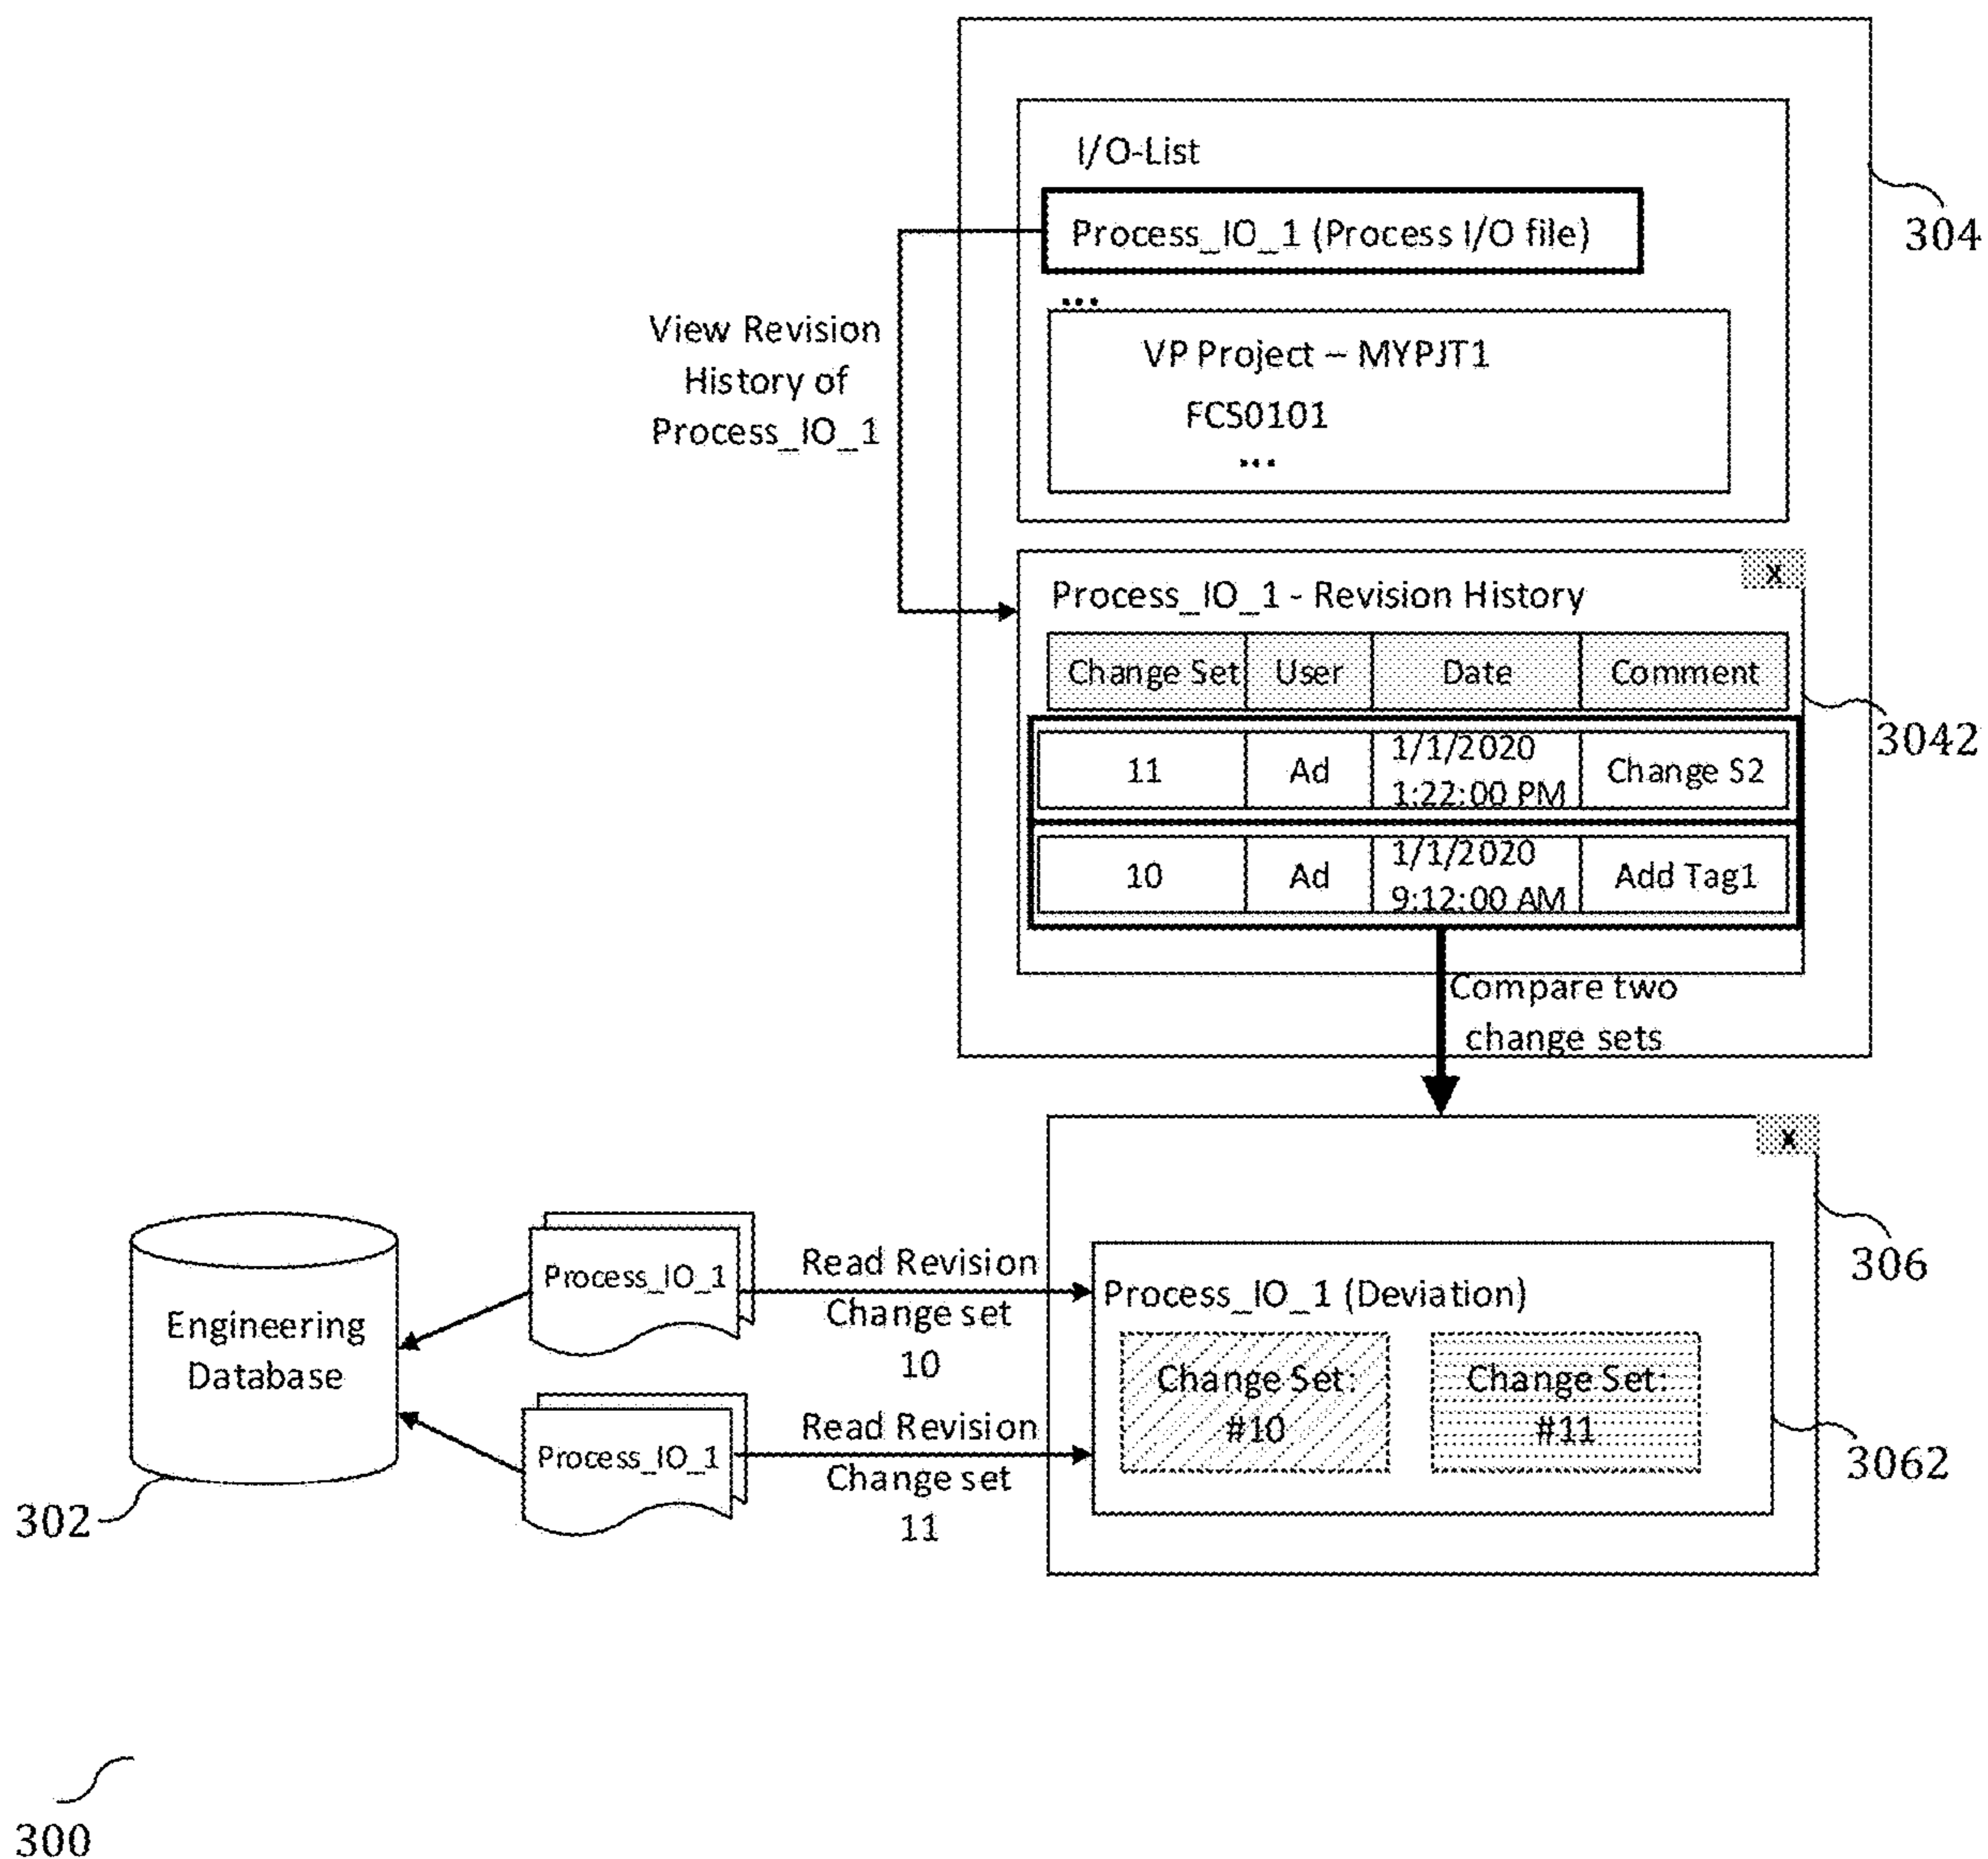 I/O-List
304
Process_IO_1 (Process I/O file)
...
View Revision
History of
Process_IO_1
VP Project – MYPJT1
FCS0101
...
x
Process_IO_1 - Revision History
Change Set User Date Comment
3042
11 Ad 1/1/2020 Change S2
1:22:00 PM
10 Ad 1/1/2020 Add Tag1
9:12:00 AM
Compare two
change sets
x
306
Engineering
Database
302
Process_IO_1
Read Revision
Change set
10
Process_IO_1
Read Revision
Change set
11
Process_IO_1 (Deviation)
Change Set:
#10
Change Set:
#11
3062
300